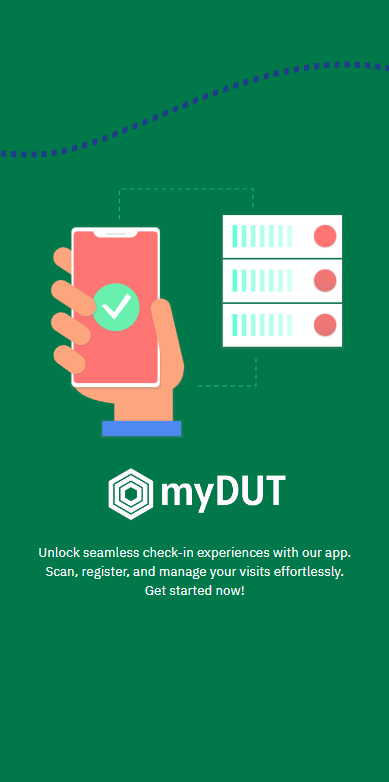 myDUT
Unlock seamless check-in experiences with our app.
Scan, register, and manage your visits effortlessly.
Get started now!